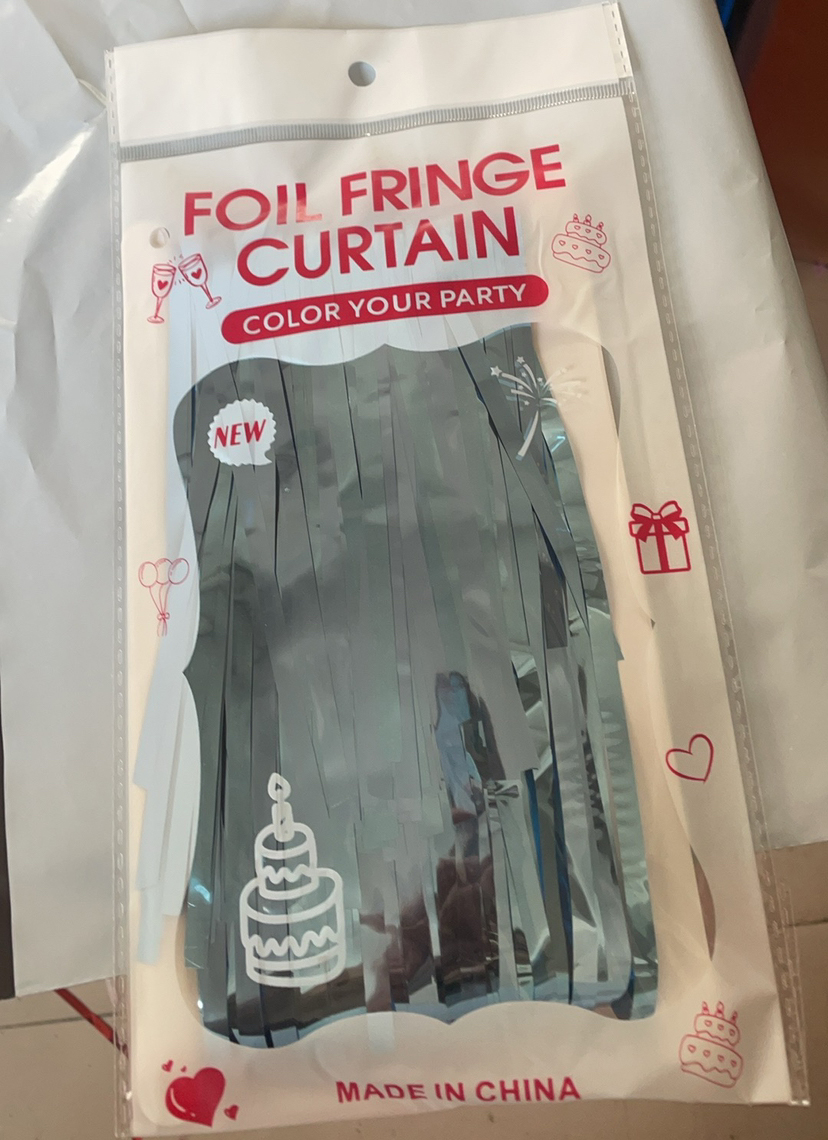 FOIL FRINGE
CURTAIN
COLOR YOUR PARTY
NEW
MADE IN CHINA